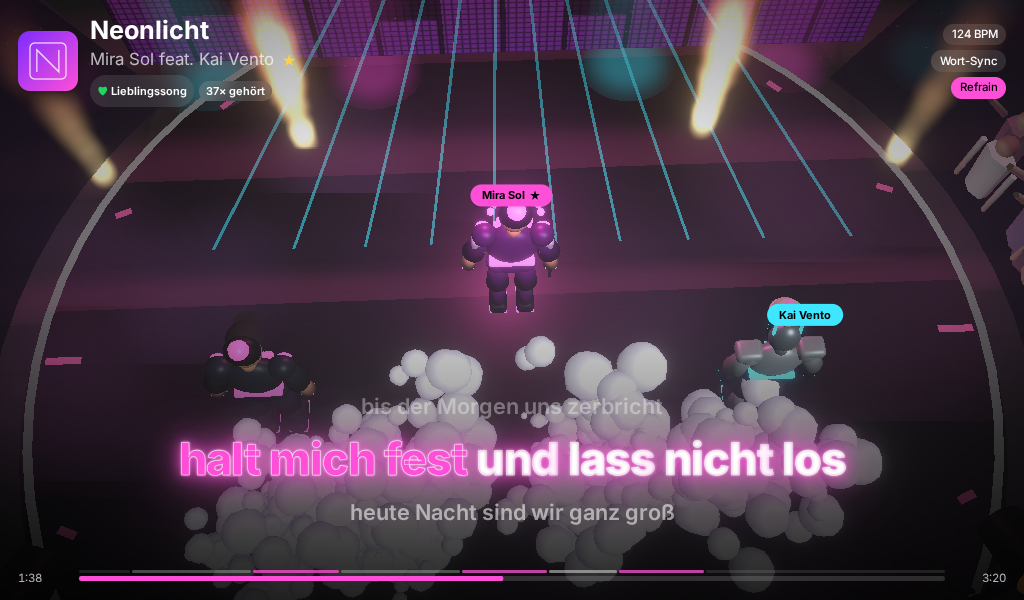 Neonlicht
Mira Sol feat. Kai Vento ★
Lieblingssong
37× gehört
124 BPM
Wort-Sync
Refrain
N
Mira Sol ★
Kai Vento
bis der Morgen uns zerbricht
halt mich fest und lass nicht los
heute Nacht sind wir ganz groß
1:38
3:20